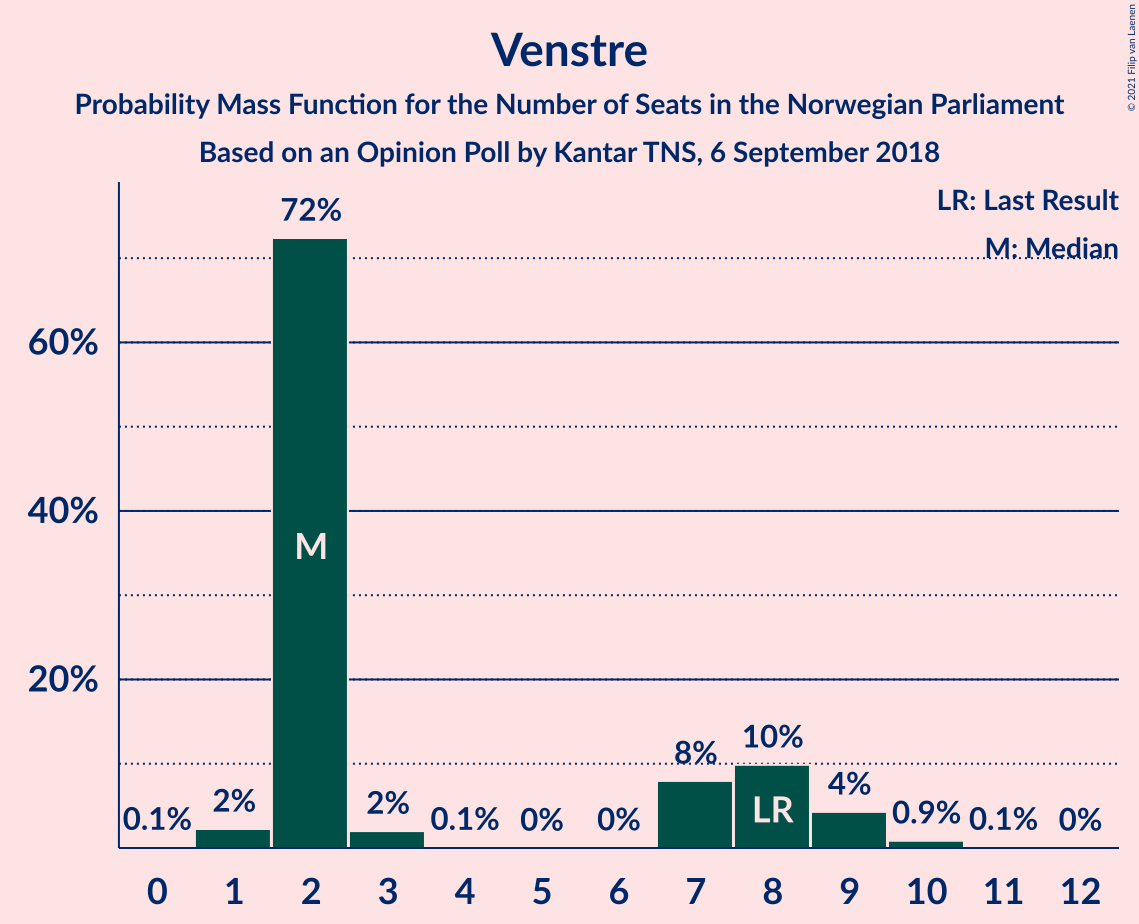 © 2021 Filip van Laenen
Venstre
Probability Mass Function for the Number of Seats in the Norwegian Parliament
Based on an Opinion Poll by Kantar TNS, 6 September 2018
LR: Last Result
M: Median
60%
40%
20%
0.1% 2% 72% 2% 0.1% 0% 0% 8% 10% 4% 0.9% 0.1% 0%
M
LR
0 1 2 3 4 5 6 7 8 9 10 11 12